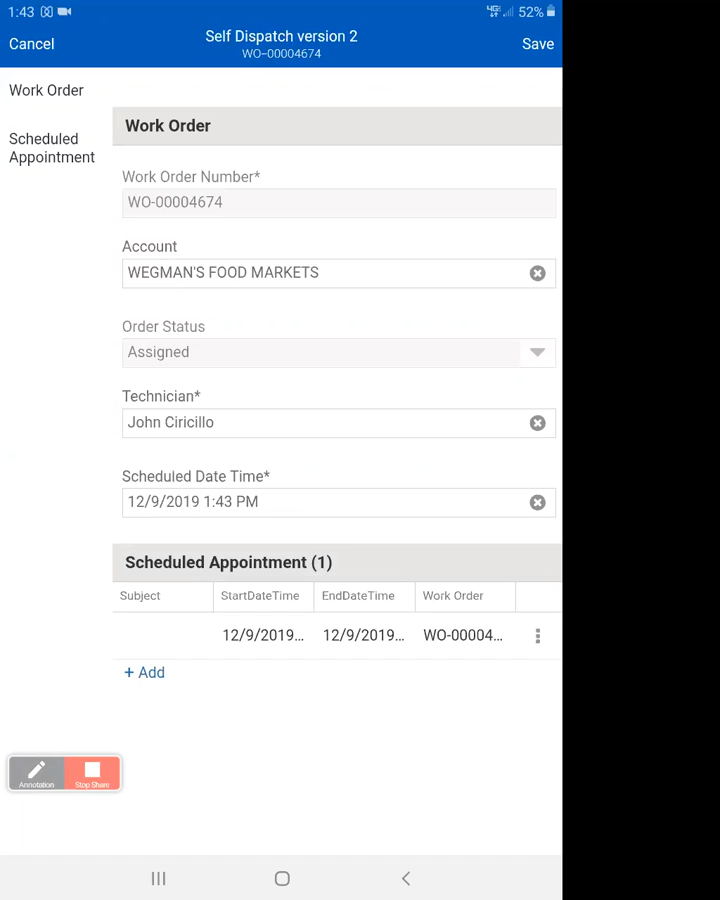 1:43
52%
Cancel
Self Dispatch version 2
Save
WO-00004674
Work Order
Scheduled
Appointment
Work Order
Work Order Number*
WO-00004674
Account
WEGMAN'S FOOD MARKETS
Order Status
Assigned
Technician*
John Ciricillo
Scheduled Date Time*
12/9/2019 1:43 PM
Scheduled Appointment (1)
Subject StartDateTime EndDateTime Work Order
12/9/2019... 12/9/2019... WO-00004...
+ Add
Annotation Stop Share